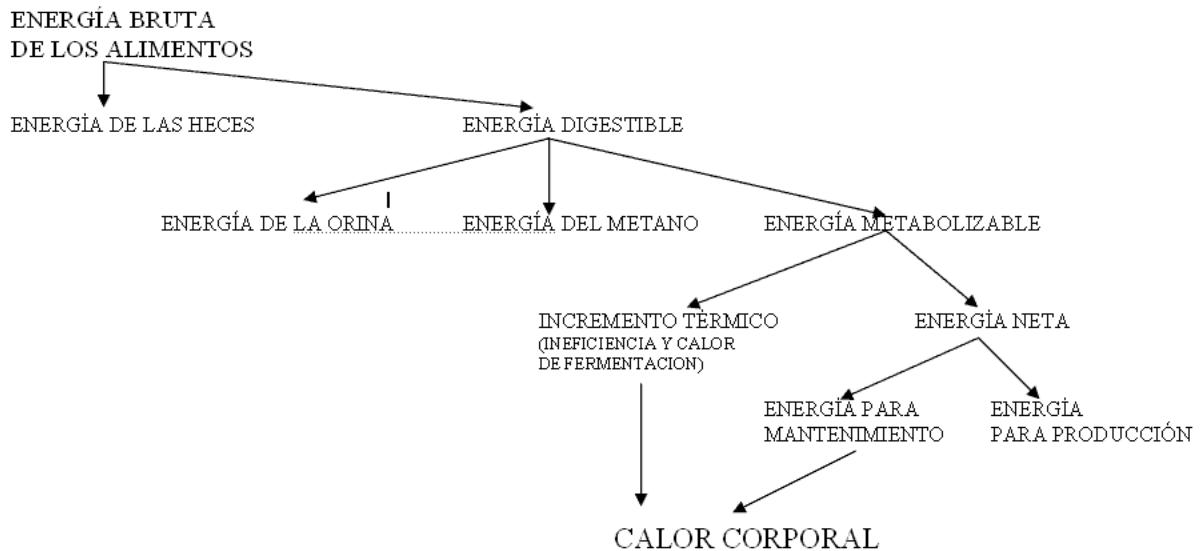 ENERGÍA BRUTA
DE LOS ALIMENTOS
ENERGÍA DE LAS HECES
ENERGÍA DIGESTIBLE
ENERGÍA DE LA ORINA
ENERGÍA DEL METANO
ENERGÍA METABOLIZABLE
INCREMENTO TÉRMICO
(INEFICIENCIA Y CALOR
DE FERMENTACION)
ENERGÍA NETA
ENERGÍA PARA
MANTENIMIENTO
ENERGÍA
PARA PRODUCCIÓN
CALOR CORPORAL